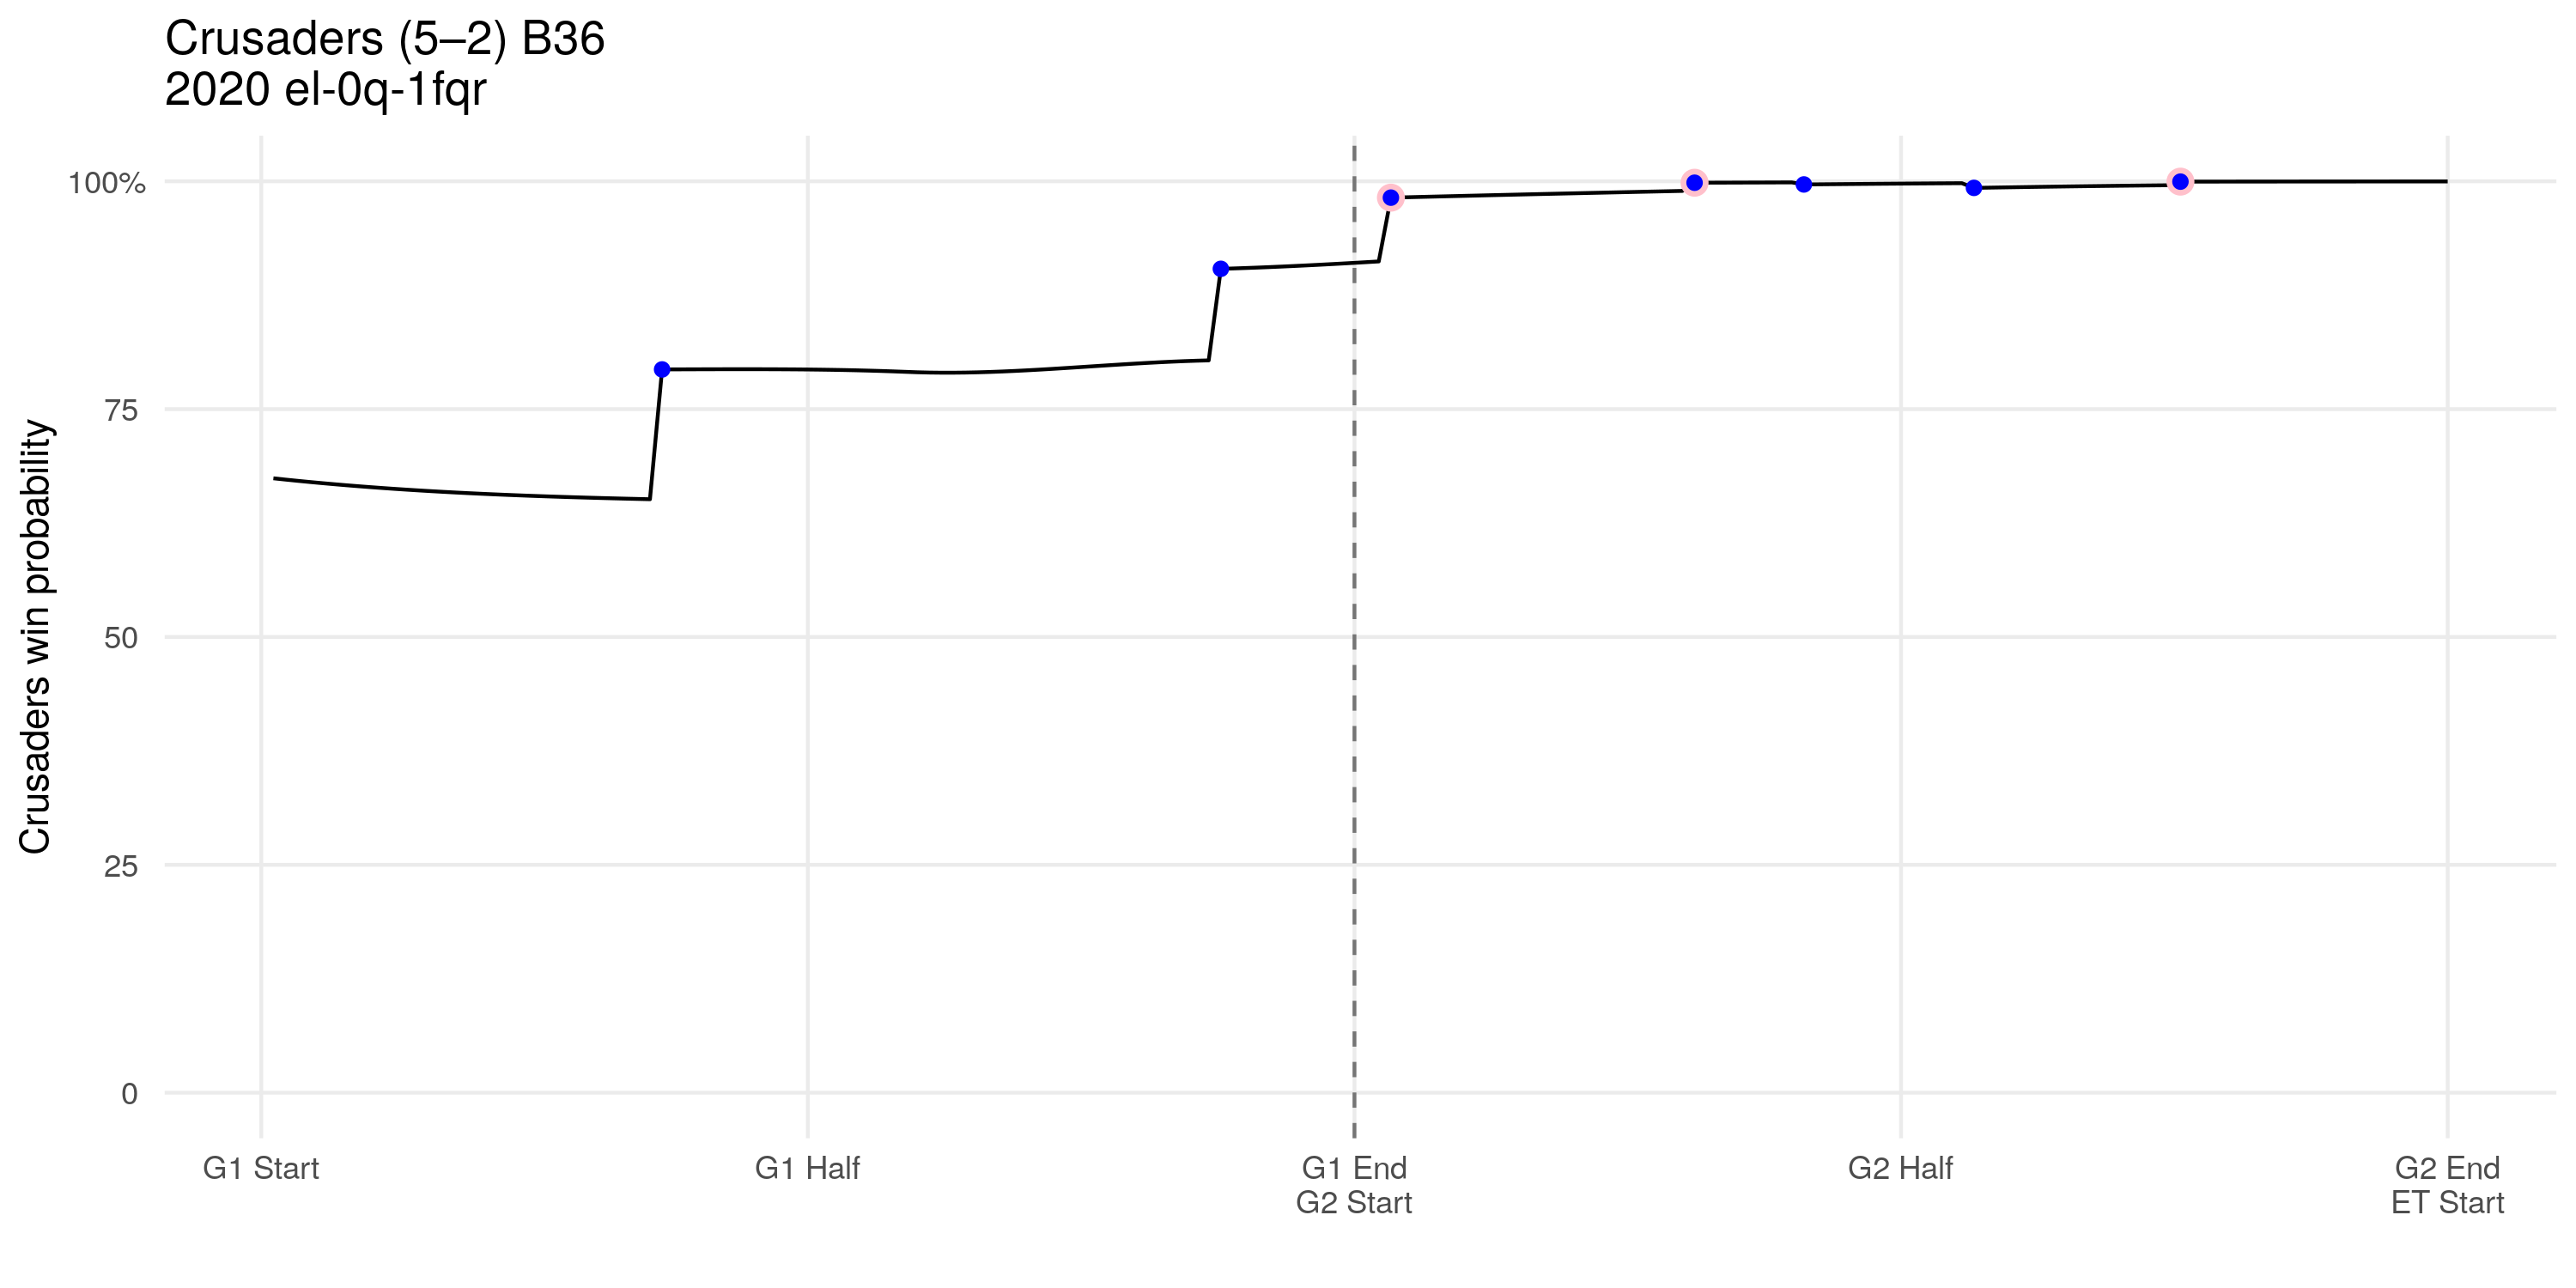 Crusaders (5–2) B36
2020 el-0q-1fqr
Crusaders win probability
100%
75
50
25
0
G1 Start
G1 Half
G1 End
G2 Start
G2 Half
G2 End
ET Start